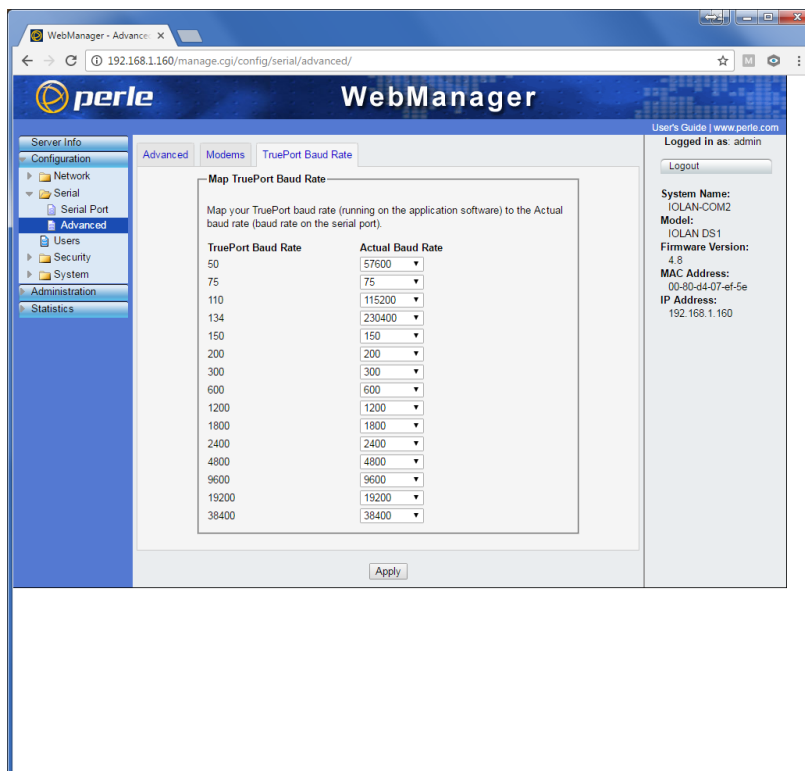 WebManager - Advance
192.168.1.160/manage.cgi/config/serial/advanced/
perle
WebManager
User's Guide | www.perle.com
Server Info
Configuration
Network
Serial
Serial Port
Advanced
Users
Security
System
Administration
Statistics
Advanced
Modems
TruePort Baud Rate
Map TruePort Baud Rate
Map your TruePort baud rate (running on the application software) to the Actual
baud rate (baud rate on the serial port).
TruePort Baud Rate Actual Baud Rate
50 57600
75 75
110 115200
134 230400
150 150
200 200
300 300
600 600
1200 1200
1800 1800
2400 2400
4800 4800
9600 9600
19200 19200
38400 38400
Apply
Logged in as: admin
Logout
System Name:
IOLAN-COM2
Model:
IOLAN DS1
Firmware Version:
4.8
MAC Address:
00-80-d4-07-ef-5e
IP Address:
192.168.1.160